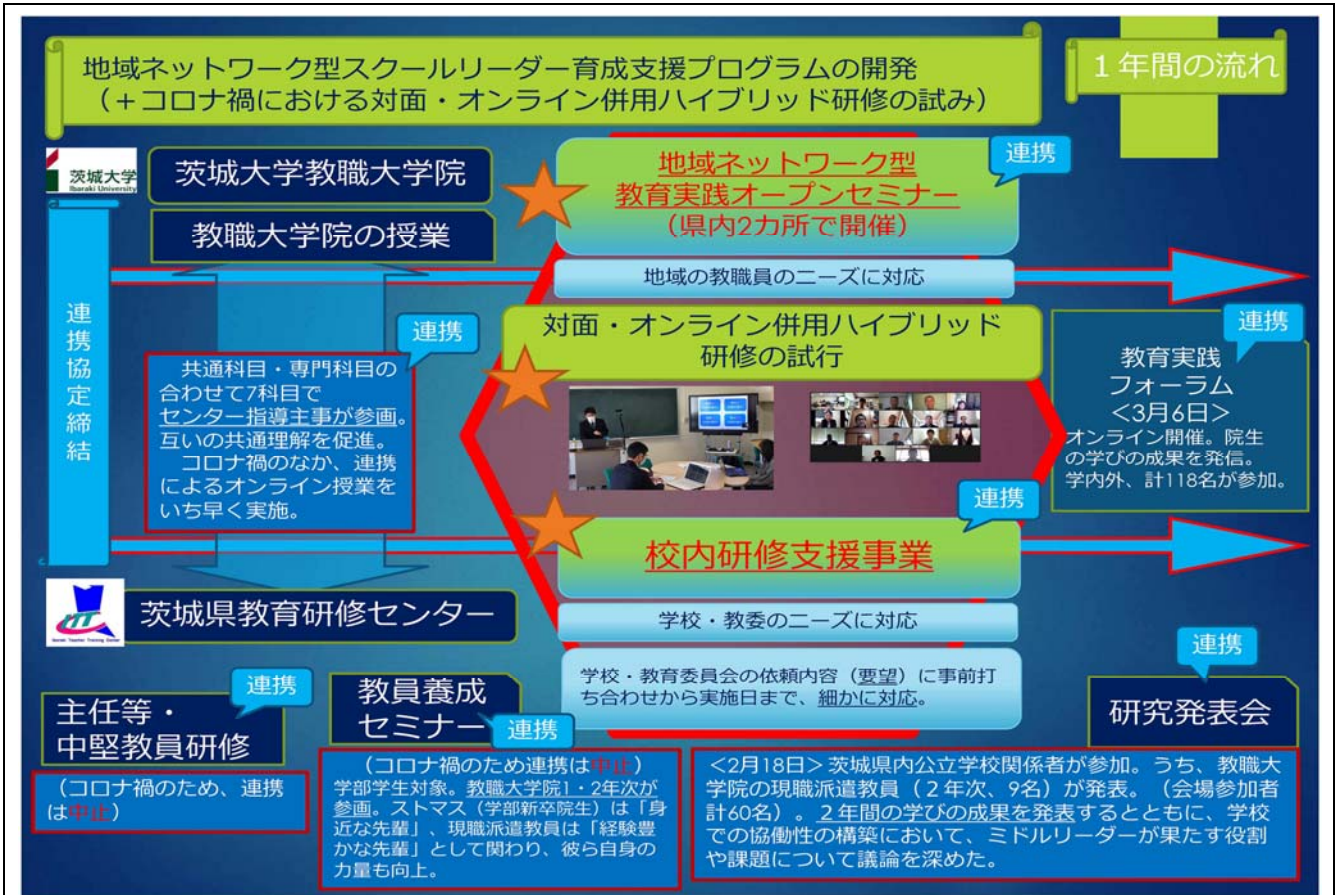 地域ネットワーク型スクールリーダー育成支援プログラムの開発
（＋コロナ禍における対面・オンライン併用ハイブリッド研修の試み）
１年間の流れ
茨城大学
Ibaraki University
茨城大学教職大学院
教職大学院の授業
連携
地域ネットワーク型
教育実践オープンセミナー
（県内2カ所で開催）
地域の教職員のニーズに対応
連携協定締結
連携
共通科目・専門科目の
合わせて7科目で
センター指導主事が参画。
互いの共通理解を促進。
コロナ禍のなか、連携
によるオンライン授業を
いち早く実施。
対面・オンライン併用ハイブリッド
研修の試行
連携
教育実践
フォーラム
＜3月6日＞
オンライン開催。院生
の学びの成果を発信。
学内外、計118名が参加。
連携
校内研修支援事業
学校・教委のニーズに対応
学校・教育委員会の依頼内容（要望）に事前打
ち合わせから実施日まで、細かに対応。
茨城県教育研修センター
連携
主任等・
中堅教員研修
（コロナ禍のため、連携
は中止）
教員養成
セミナー
連携
（コロナ禍のため連携は中止）
学部学生対象。教職大学院1・2年次が
参画。ストマス（学部新卒院生）は「身
近な先輩」、現職派遣教員は「経験豊
かな先輩」として関わり、彼ら自身の
力量も向上。
連携
研究発表会
＜2月18日＞茨城県内公立学校関係者が参加。うち、教職大
学院の現職派遣教員（２年次、9名）が発表。（会場参加者
計60名）。２年間の学びの成果を発表するとともに、学校
での協働性の構築において、ミドルリーダーが果たす役割
や課題について議論を深めた。